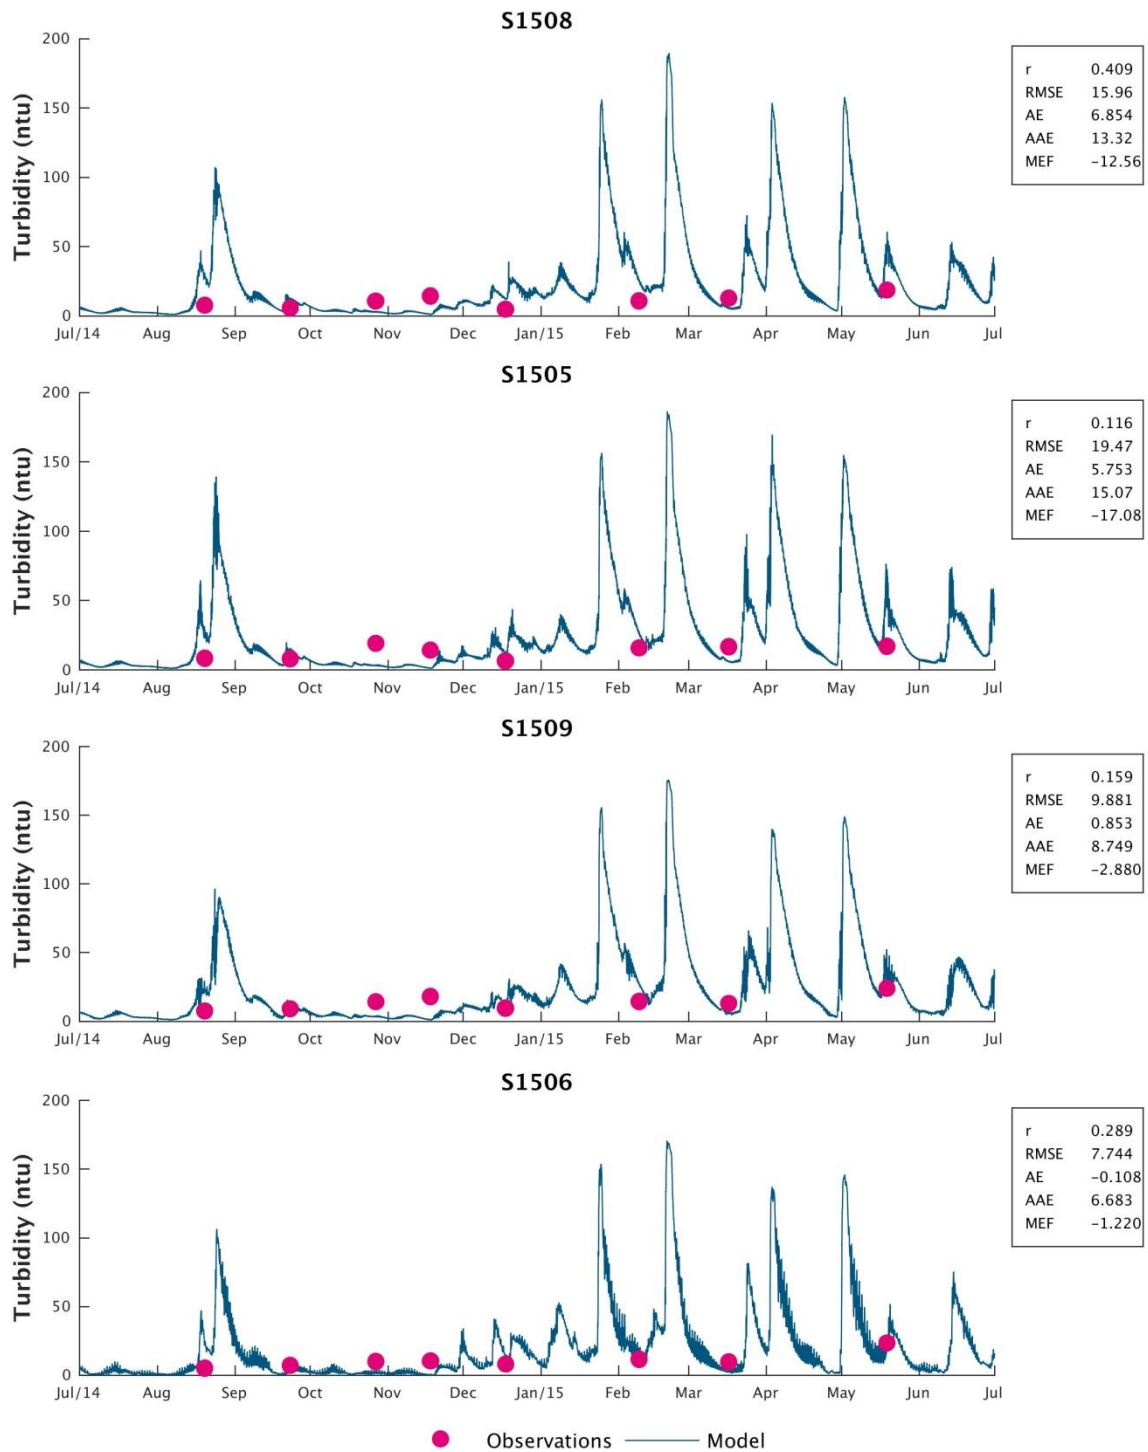 S1508
Turbidity (ntu)
200
150
100
50
0
Jul/14 Aug Sep Oct Nov Dec Jan/15 Feb Mar Apr May Jun Jul
r 0.409
RMSE 15.96
AE 6.854
AAE 13.32
MEF −12.56
S1505
Turbidity (ntu)
200
150
100
50
0
Jul/14 Aug Sep Oct Nov Dec Jan/15 Feb Mar Apr May Jun Jul
r 0.116
RMSE 19.47
AE 5.753
AAE 15.07
MEF −17.08
S1509
Turbidity (ntu)
200
150
100
50
0
Jul/14 Aug Sep Oct Nov Dec Jan/15 Feb Mar Apr May Jun Jul
r 0.159
RMSE 9.881
AE 0.853
AAE 8.749
MEF −2.880
S1506
Turbidity (ntu)
200
150
100
50
0
Jul/14 Aug Sep Oct Nov Dec Jan/15 Feb Mar Apr May Jun Jul
r 0.289
RMSE 7.744
AE −0.108
AAE 6.683
MEF −1.220
Observations Model